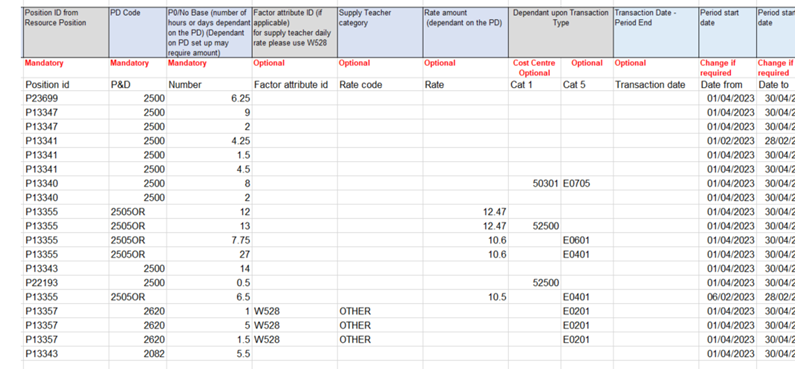 Position ID from Resource Position | PD Code | P0/No Base (number of hours or days dependant on the PD) (Dependant on PD set up may require amount) | Factor attribute ID (if applicable) for supply teacher daily rate please use W528 | Supply Teacher category | Rate amount (dependant on the PD) | Dependant upon Transaction Type | Transaction Date - Period End | Period start date | Period start date
Mandatory | Mandatory | Mandatory | Optional | Optional | Optional | Cost Centre Optional | Optional | Optional | Change if required | Change if required
Position id | P&D | Number | Factor attribute id | Rate code | Rate | Cat 1 | Cat 5 | Transaction date | Date from | Date to
P23699 2500 6.25 01/04/2023 30/04/2
P13347 2500 9 01/04/2023 30/04/2
P13347 2500 2 01/04/2023 30/04/2
P13341 2500 4.25 01/02/2023 28/02/2
P13341 2500 1.5 01/04/2023 30/04/2
P13341 2500 4.5 01/04/2023 30/04/2
P13340 2500 8 50301 E0705 01/04/2023 30/04/2
P13340 2500 2 01/04/2023 30/04/2
P13355 2505OR 12 12.47 01/04/2023 30/04/2
P13355 2505OR 13 12.47 52500 01/04/2023 30/04/2
P13355 2505OR 7.75 10.6 E0601 01/04/2023 30/04/2
P13355 2505OR 27 10.6 E0401 01/04/2023 30/04/2
P13343 2500 14 01/04/2023 30/04/2
P22193 2500 0.5 52500 01/04/2023 30/04/2
P13355 2505OR 6.5 10.5 E0401 06/02/2023 28/02/2
P13357 2620 1 W528 OTHER E0201 01/04/2023 30/04/2
P13357 2620 5 W528 OTHER E0201 01/04/2023 30/04/2
P13357 2620 1.5 W528 OTHER E0201 01/04/2023 30/04/2
P13343 2082 5.5 01/04/2023 30/04/2